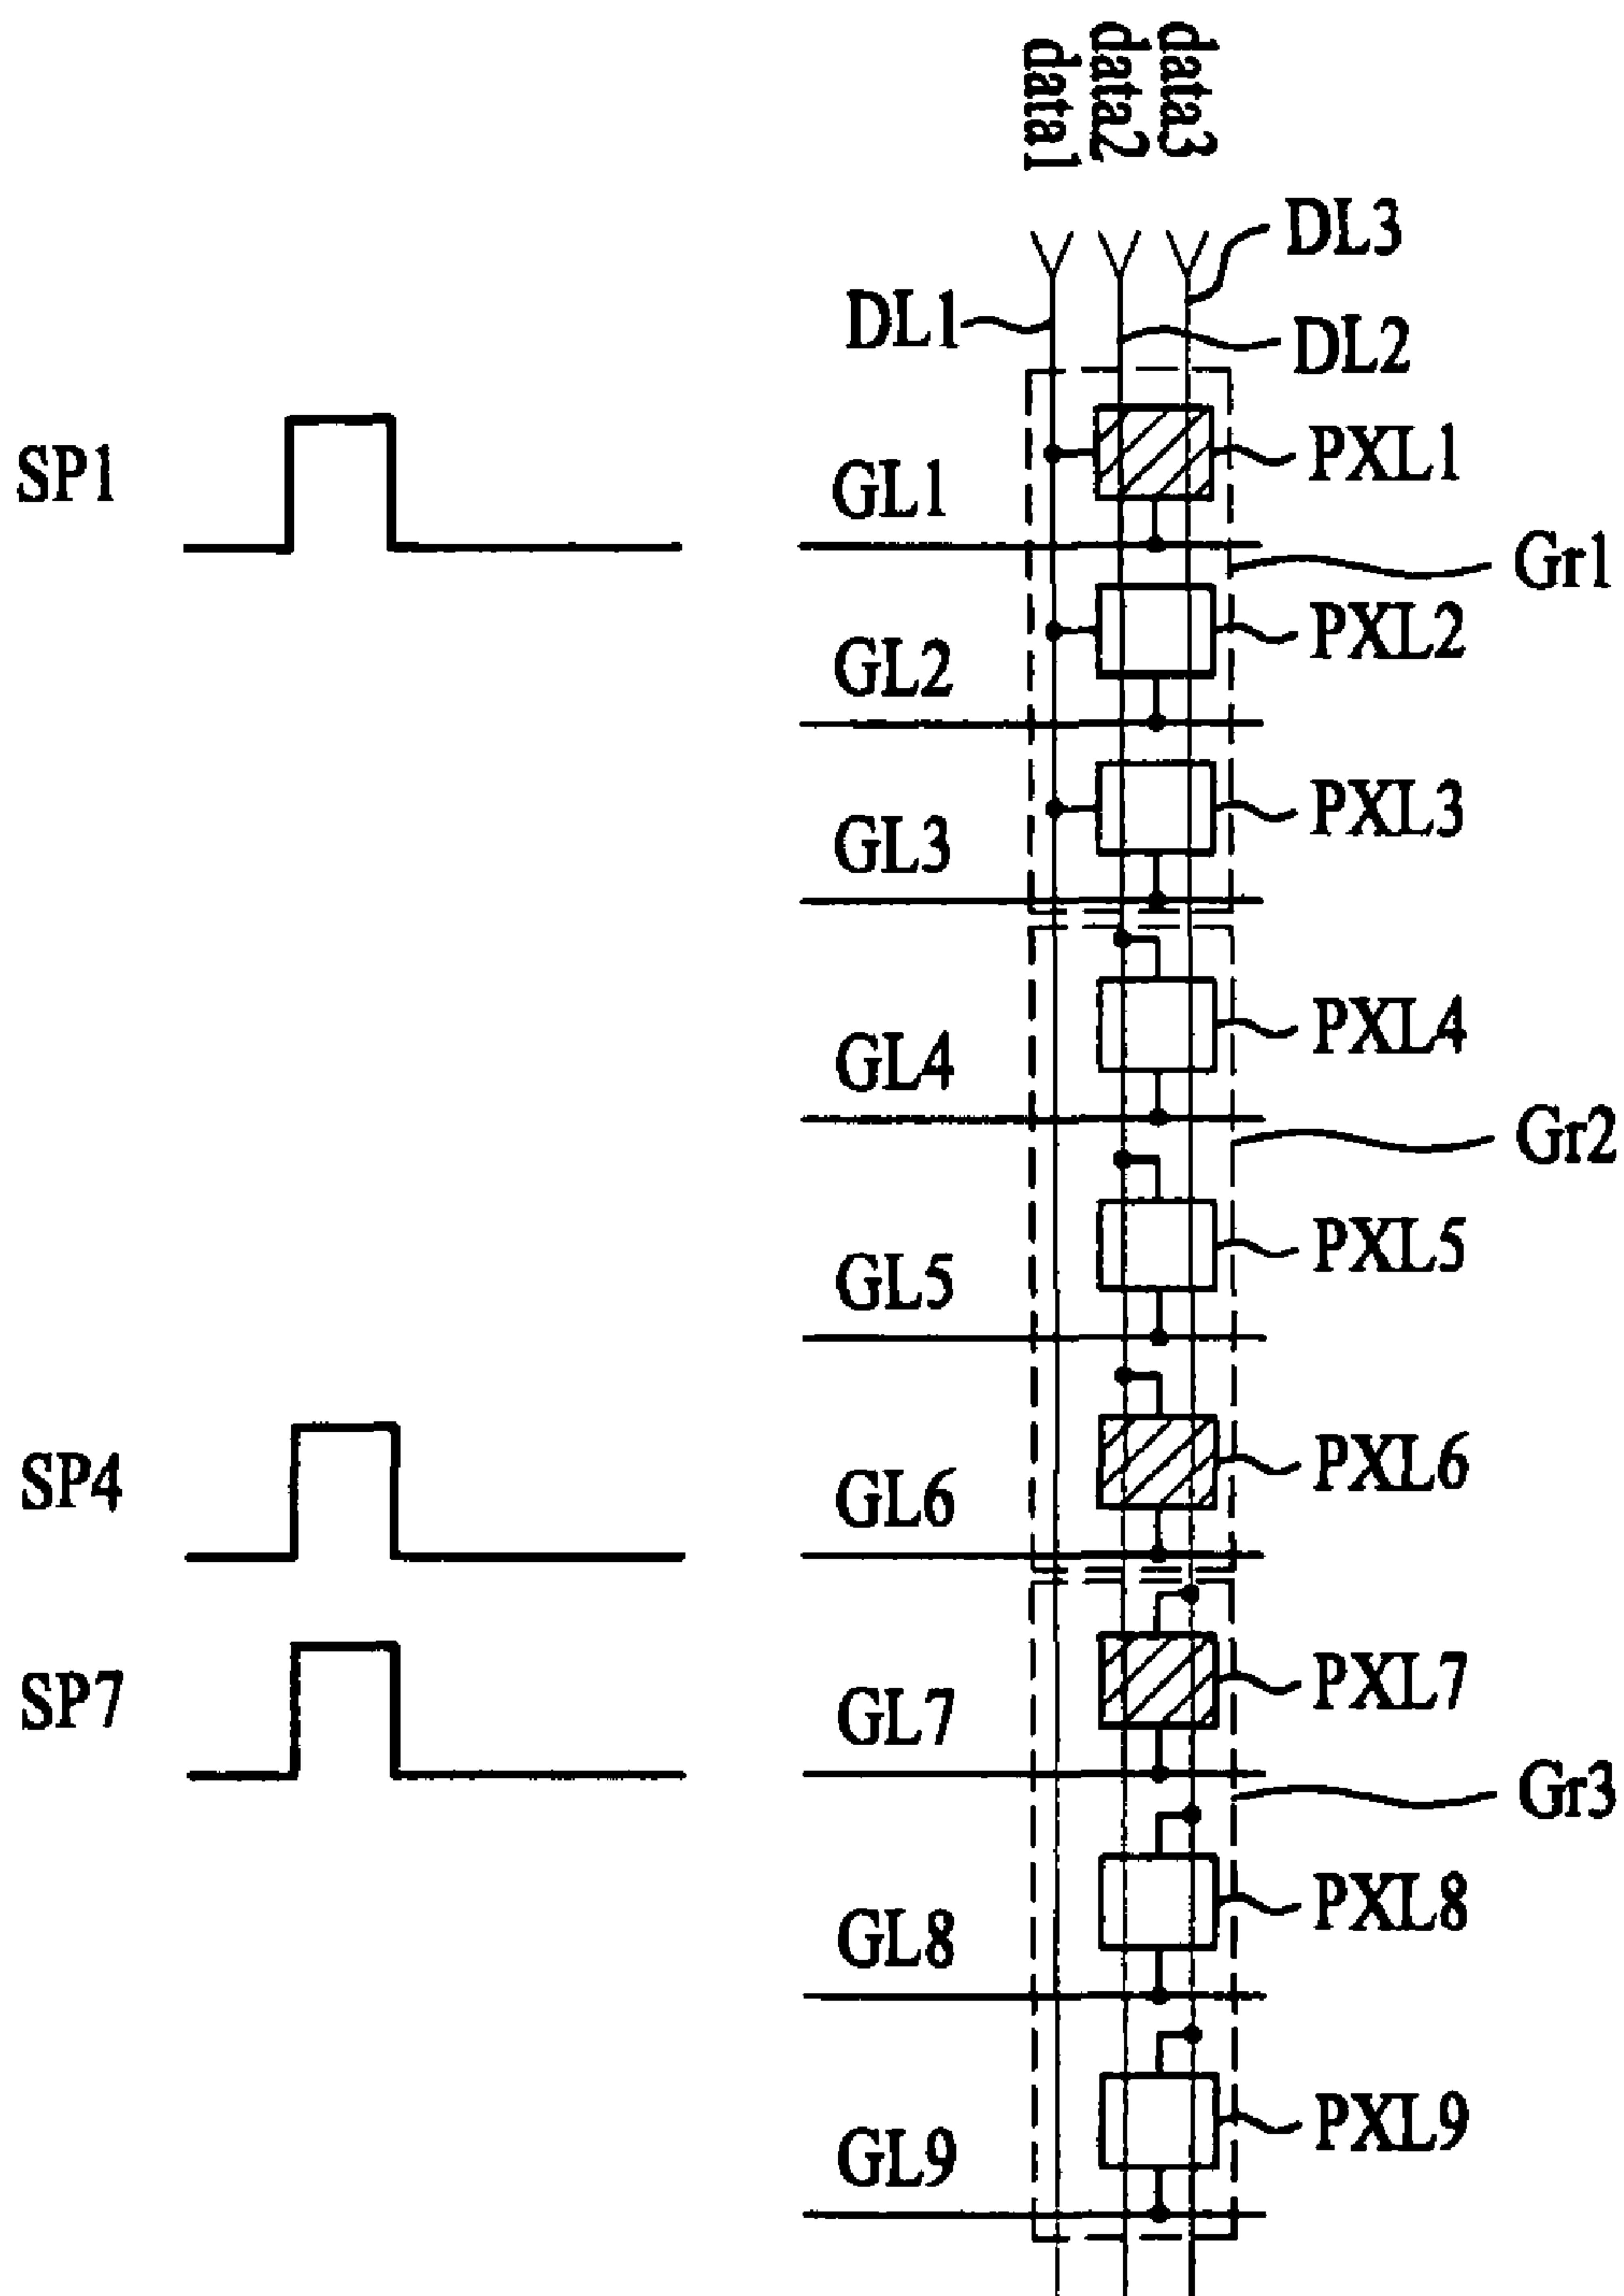 data1
data2
data3
DL3
DL1
DL2
SP1
GL1
PXL1
Gr1
GL2
PXL2
GL3
PXL3
GL4
PXL4
Gr2
GL5
PXL5
SP4
GL6
PXL6
SP7
GL7
PXL7
Gr3
GL8
PXL8
GL9
PXL9